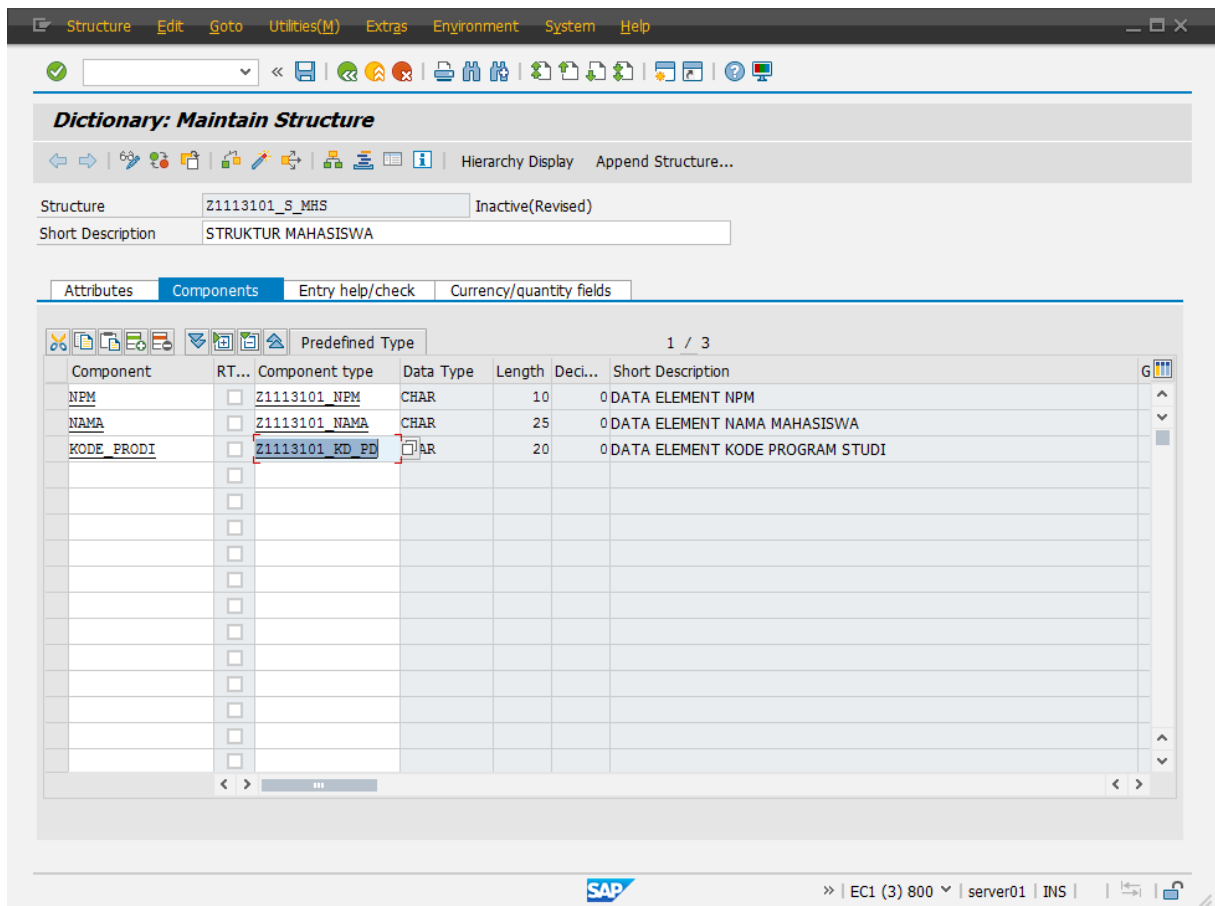 Structure Edit Goto Utilities(M) Extras Environment System Help
Dictionary: Maintain Structure
Hierarchy Display Append Structure...
Structure Z1113101_S_MHS Inactive(Revised)
Short Description STRUKTUR MAHASISWA
Attributes Components Entry help/check Currency/quantity fields
Predefined Type 1 / 3
Component RT... Component type Data Type Length Deci... Short Description G
NPM Z1113101_NPM CHAR 10 0 DATA ELEMENT NPM
NAMA Z1113101_NAMA CHAR 25 0 DATA ELEMENT NAMA MAHASISWA
KODE_PRODI Z1113101_KD_PD AR 20 0 DATA ELEMENT KODE PROGRAM STUDI
SAP » | EC1 (3) 800 | server01 | INS |